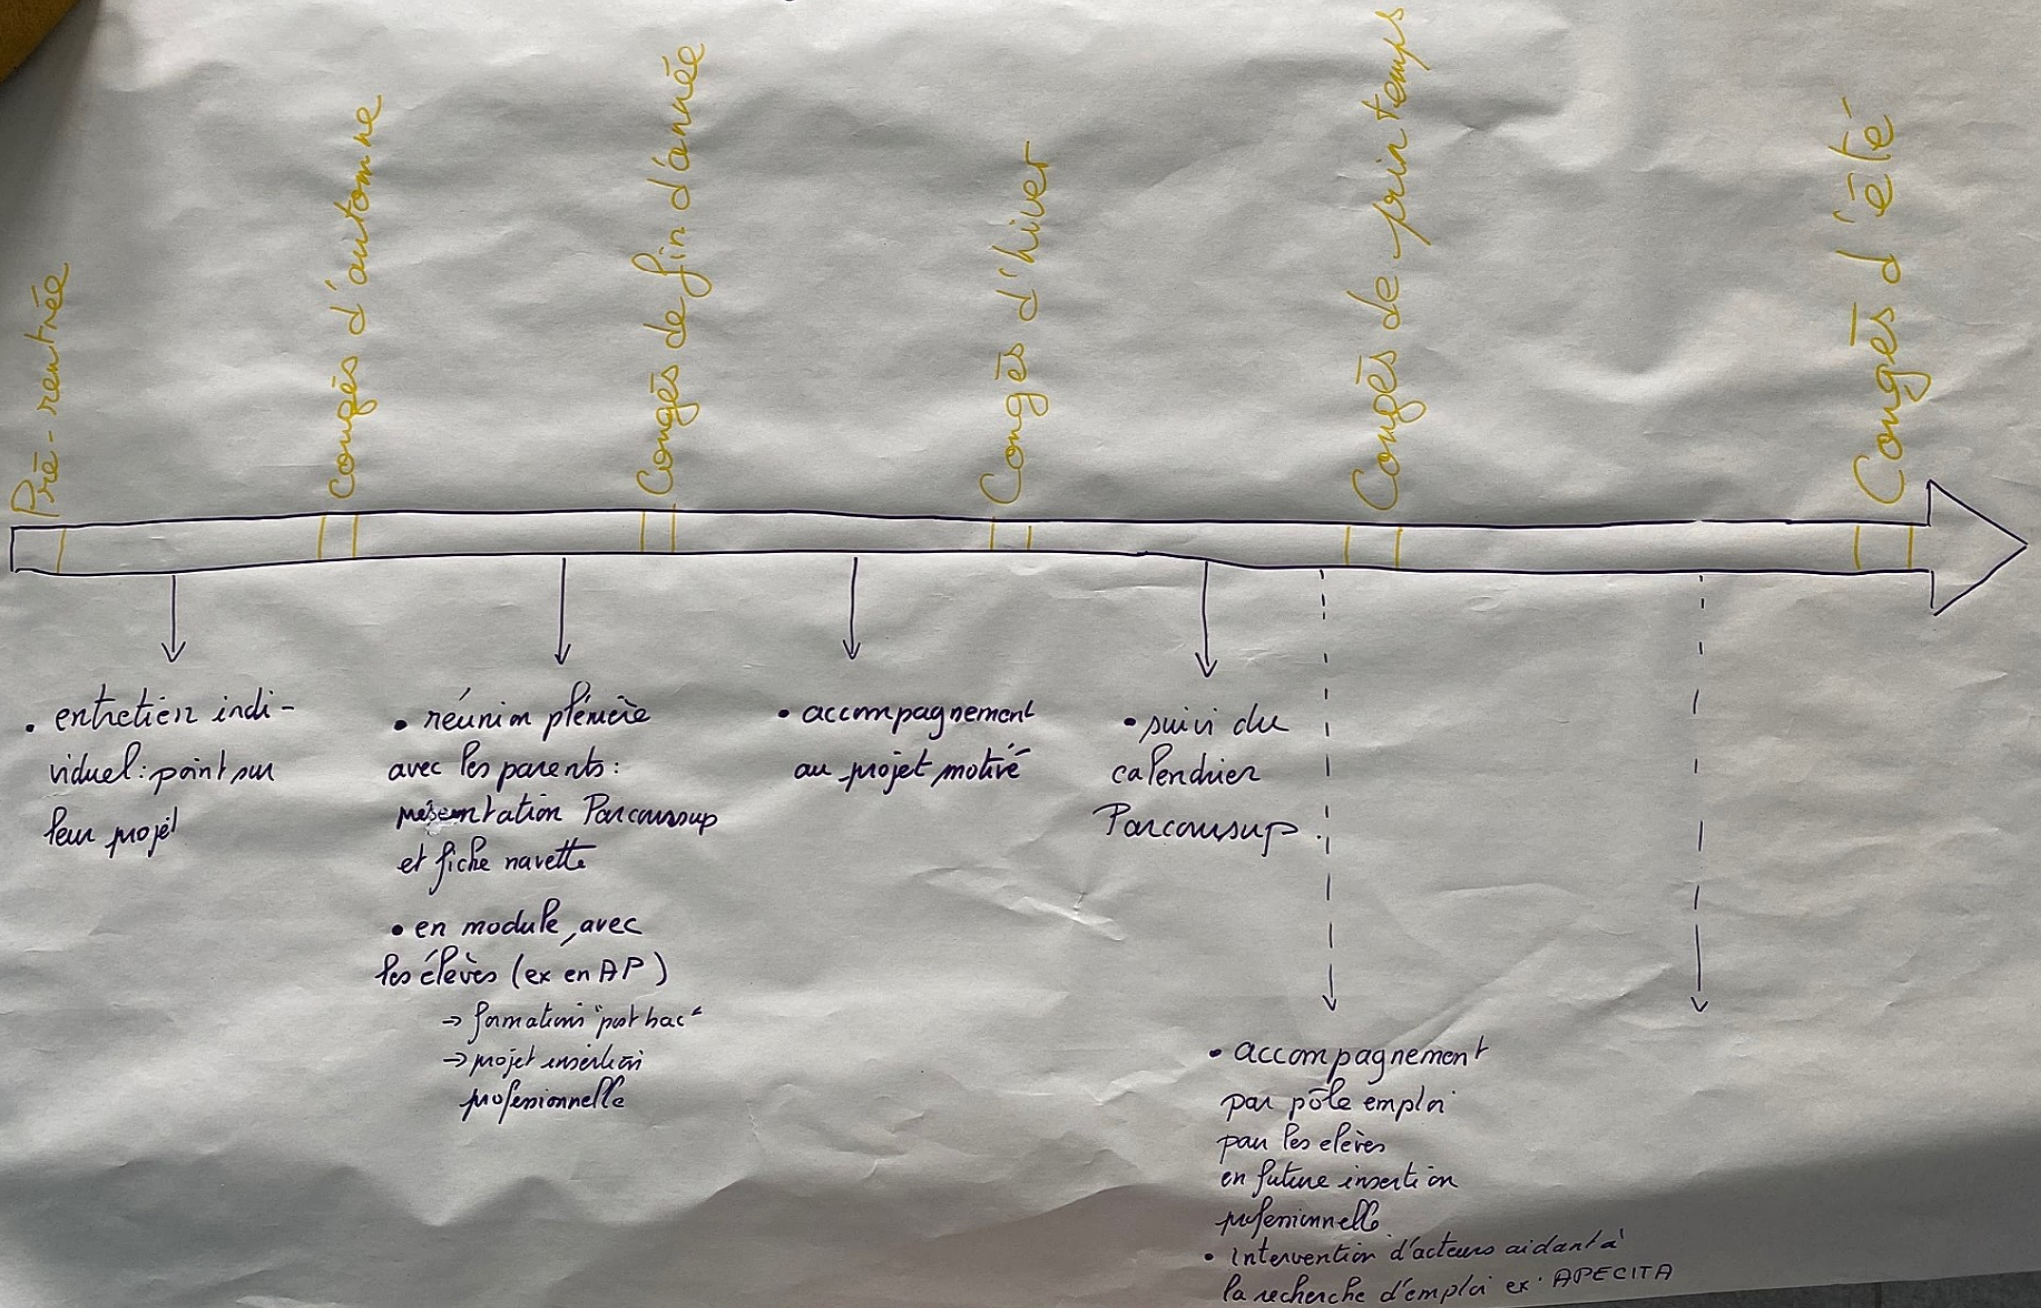 Pré-rentrée
congés d'automne
Congés de fin d'année
Congés d'hiver
Congés de printemps
Congés d'été
• entretien indi-
viduel : point sur
leur projet
• réunion plénière
avec les parents :
présentation Parcoursup
et fiche navette
• en module, avec
les élèves (ex en AP)
→ formations "post bac"
→ projet insertion
professionnelle
• accompagnement
au projet motivé
• suivi du
calendrier
Parcoursup.
• accompagnement
par pôle emploi
pour les elèves
en future insertion
professionnelle
• intervention d'acteurs aidant à
la recherche d'emploi ex : APECITA